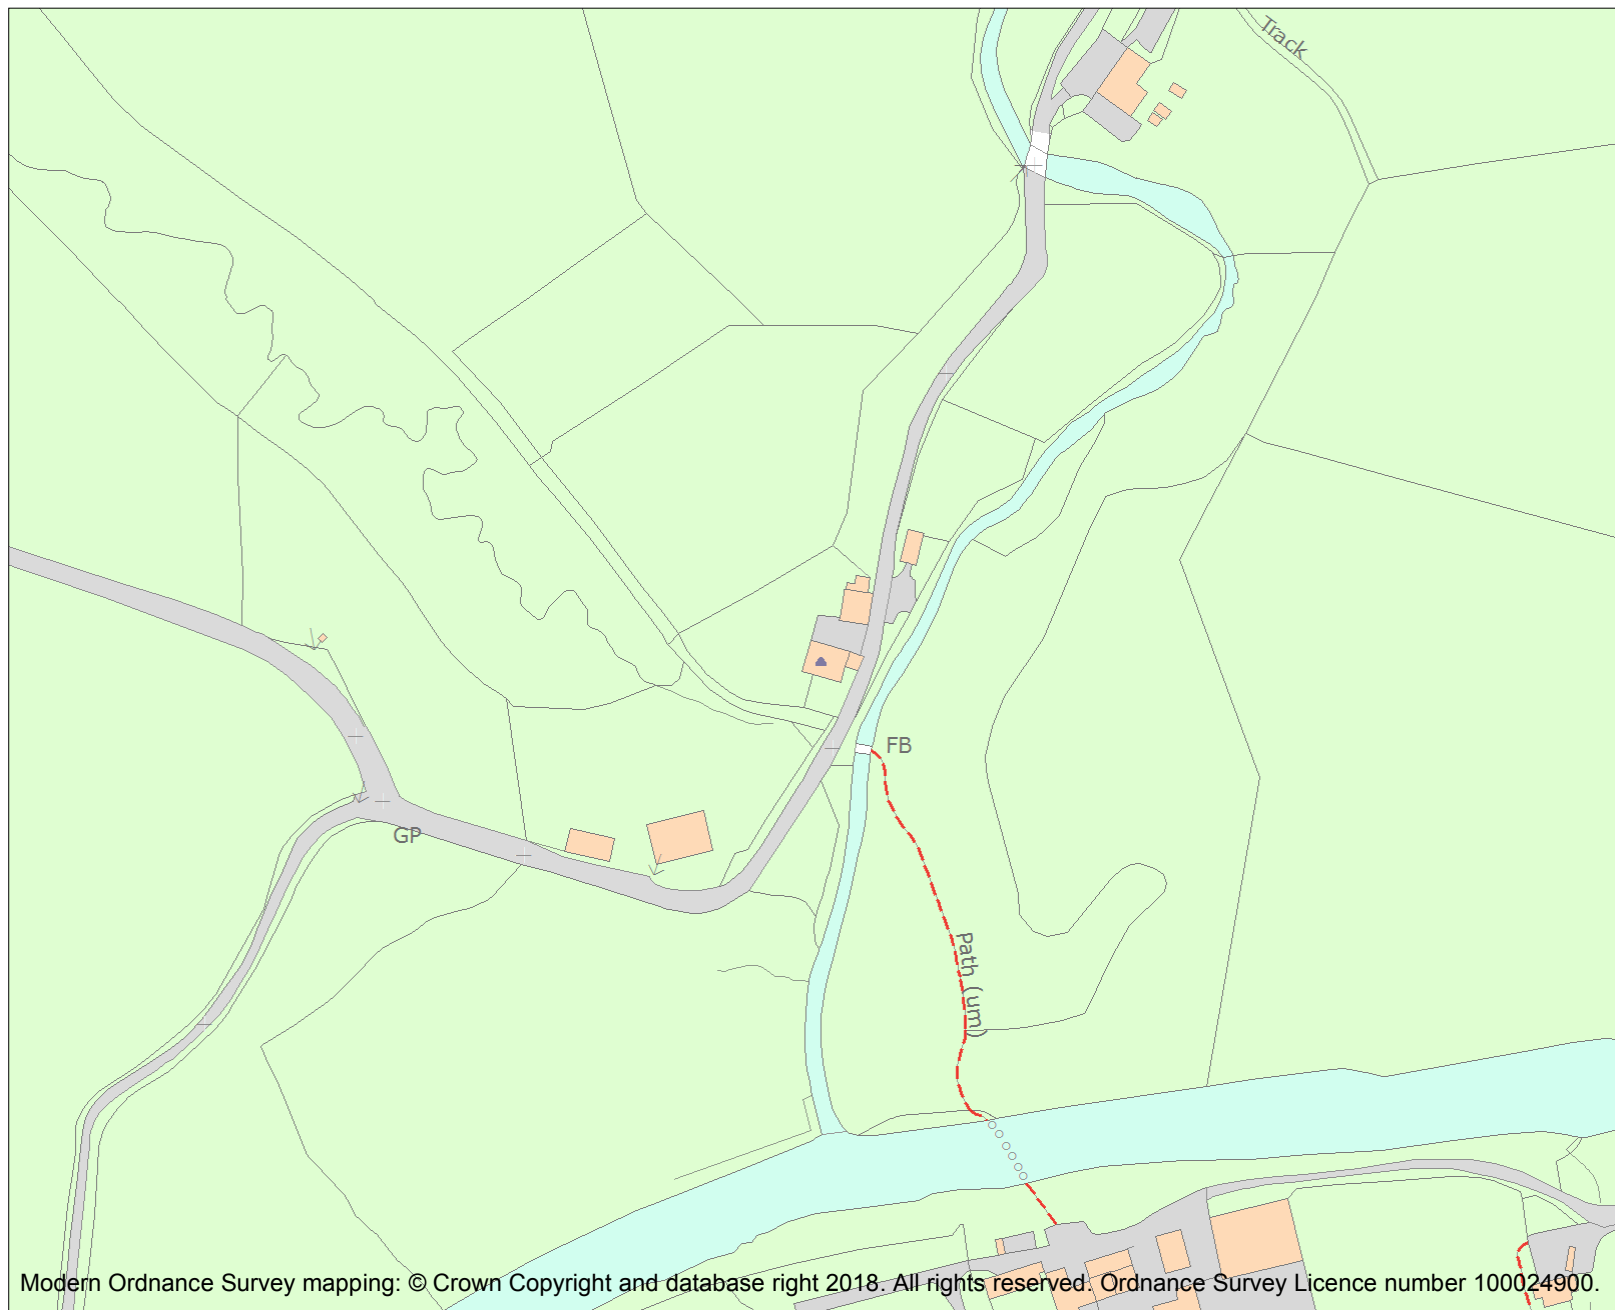 Track
FB
GP
Path (um)
Modern Ordnance Survey mapping: © Crown Copyright and database right 2018. All rights reserved. Ordnance Survey Licence number 100024900.